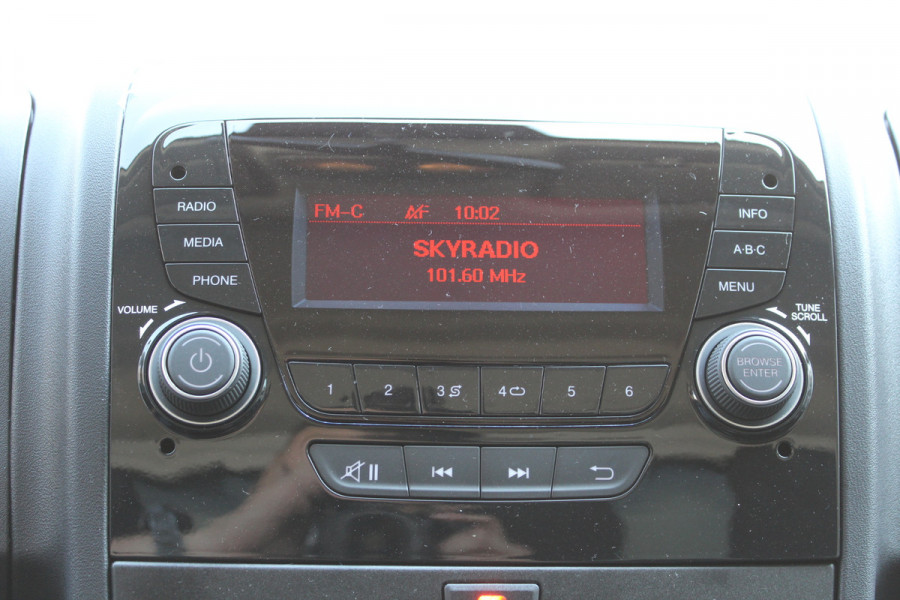 FM-C AF 10:02
SKYRADIO
101.60 MHz
RADIO
MEDIA
PHONE
VOLUME
INFO
A·B·C
MENU
TUNE
SCROLL
BROWSE
ENTER
1 2 3 4 5 6